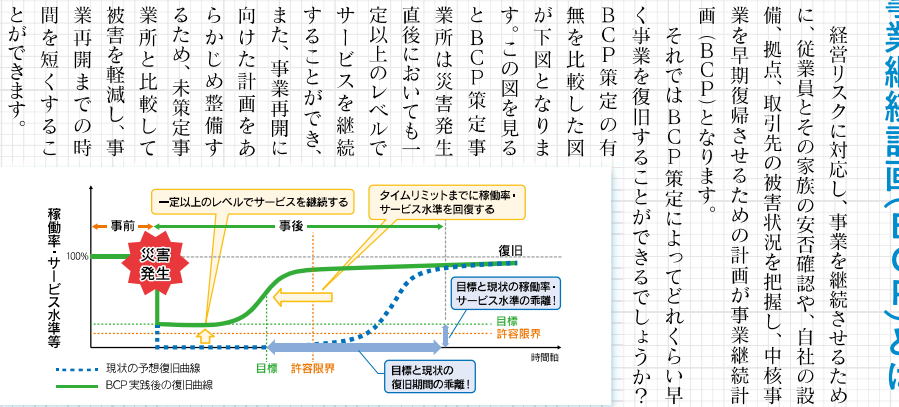 事業継続計画(BCP)とは
経営リスクに対応し、事業を継続させるため
に、従業員とその家族の安否確認や、自社の設
備、拠点、取引先の被害状況を把握し、中核事
業を早期復帰させるための計画が事業継続計
画(BCP)となります。
それではBCP策定によってどれくらい早
く事業を復旧することができるでしょうか?
BCP策定の有
無を比較した図
が下図となりま
す。この図を見る
とBCP策定事
業所は災害発生
直後においても一
定以上のレベルで
サービスを継続
することができ、
また、事業再開に
向けた計画をあ
らかじめ整備す
るため、未策定事
業所と比較して
被害を軽減し、事
業再開までの時
間を短くするこ
とができます。
稼働率・サービス水準等
一定以上のレベルでサービスを継続する
タイムリミットまでに稼働率・
サービス水準を回復する
事前
事後
100%
災害
発生
復旧
目標と現状の稼働率・
サービス水準の乖離!
目標
許容限界
時間軸
目標
許容限界
目標と現状の
復旧期間の乖離!
現状の予想復旧曲線
BCP実践後の復旧曲線